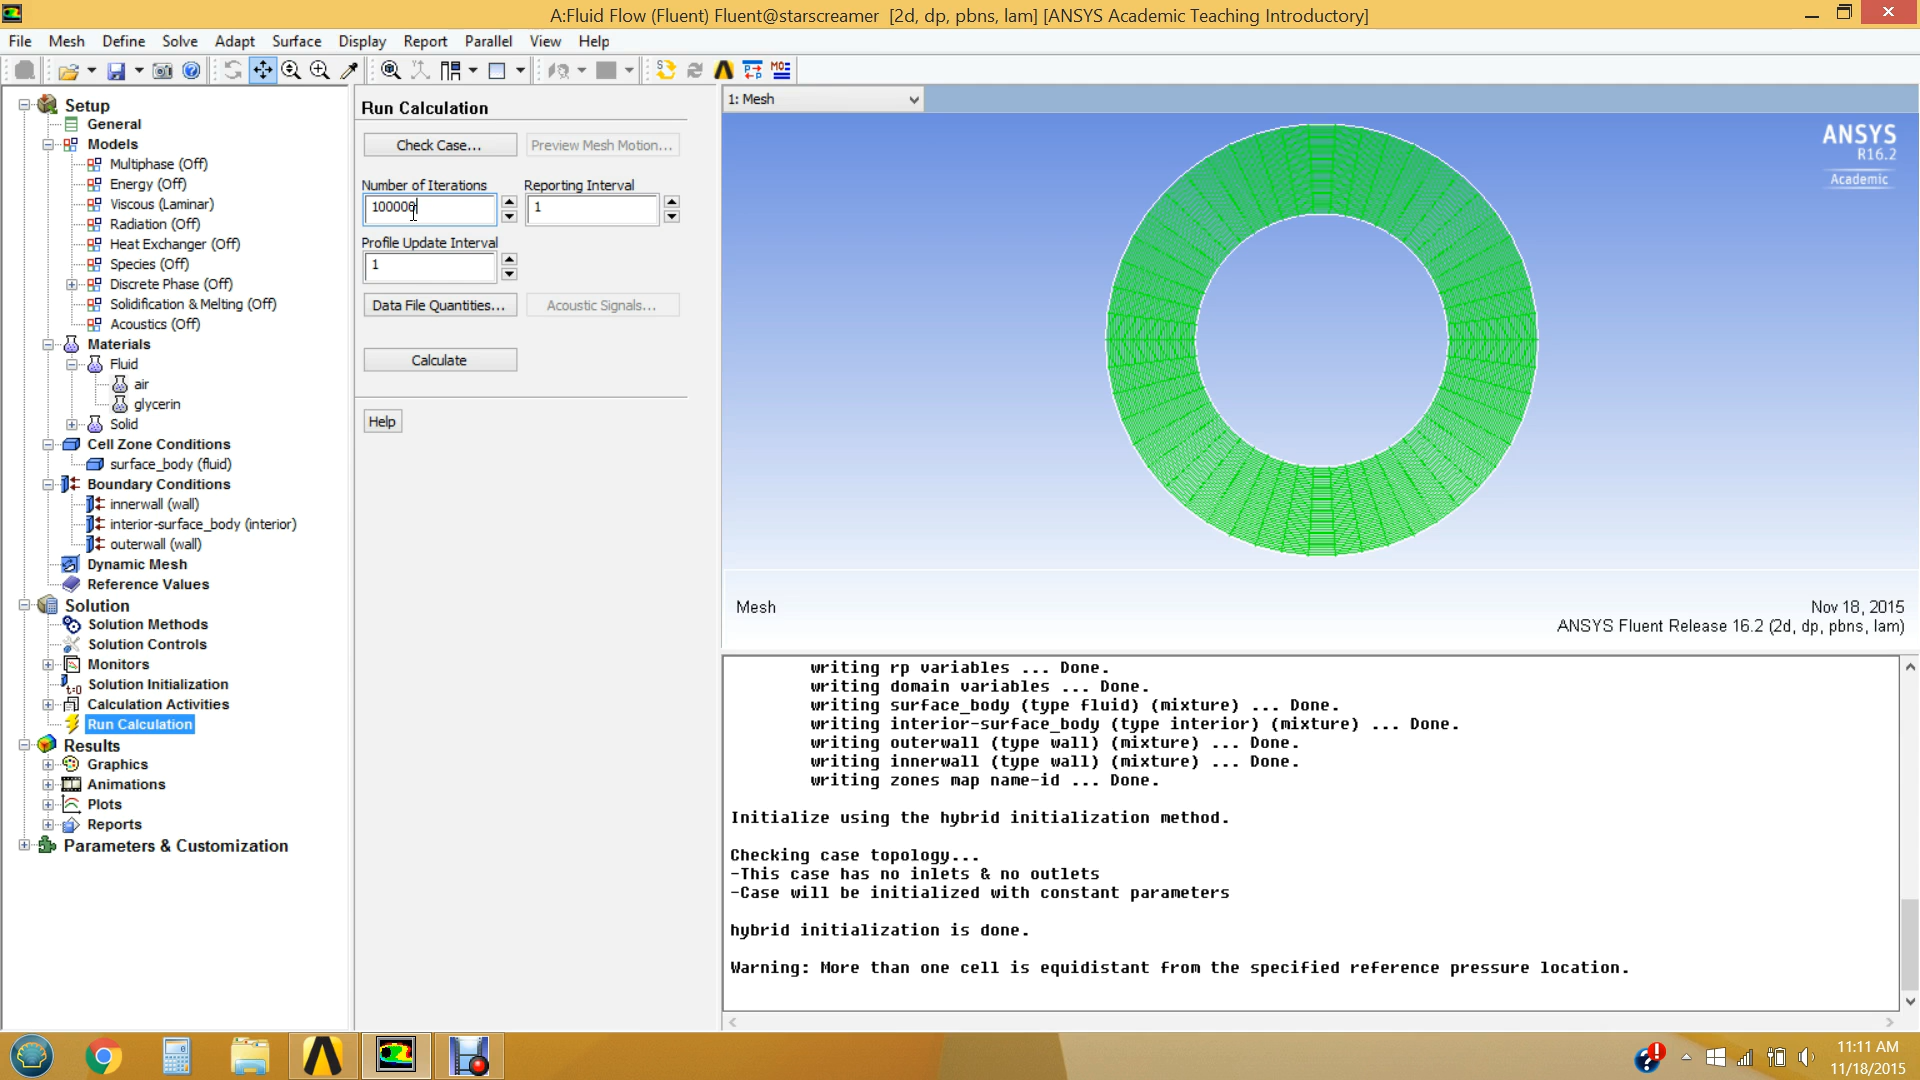 A:Fluid Flow (Fluent) Fluent@starscreamer [2d, dp, pbns, lam] [ANSYS Academic Teaching Introductory]
File Mesh Define Solve Adapt Surface Display Report Parallel View Help
Setup
General
Models
Multiphase (Off)
Energy (Off)
Viscous (Laminar)
Radiation (Off)
Heat Exchanger (Off)
Species (Off)
Discrete Phase (Off)
Solidification & Melting (Off)
Acoustics (Off)
Materials
Fluid
air
glycerin
Solid
Cell Zone Conditions
surface_body (fluid)
Boundary Conditions
innerwall (wall)
interior-surface_body (interior)
outerwall (wall)
Dynamic Mesh
Reference Values
Solution
Solution Methods
Solution Controls
Monitors
Solution Initialization
Calculation Activities
Run Calculation
Results
Graphics
Animations
Plots
Reports
Parameters & Customization
Run Calculation
Check Case... Preview Mesh Motion...
Number of Iterations Reporting Interval
100000 1
Profile Update Interval
1
Data File Quantities... Acoustic Signals...
Calculate
Help
1: Mesh
ANSYS
R16.2
Academic
Mesh
Nov 18, 2015
ANSYS Fluent Release 16.2 (2d, dp, pbns, lam)
writing rp variables ... Done.
writing domain variables ... Done.
writing surface_body (type fluid) (mixture) ... Done.
writing interior-surface_body (type interior) (mixture) ... Done.
writing outerwall (type wall) (mixture) ... Done.
writing innerwall (type wall) (mixture) ... Done.
writing zones map name-id ... Done.
Initialize using the hybrid initialization method.
Checking case topology...
-This case has no inlets & no outlets
-Case will be initialized with constant parameters
hybrid initialization is done.
Warning: More than one cell is equidistant from the specified reference pressure location.
11:11 AM
11/18/2015